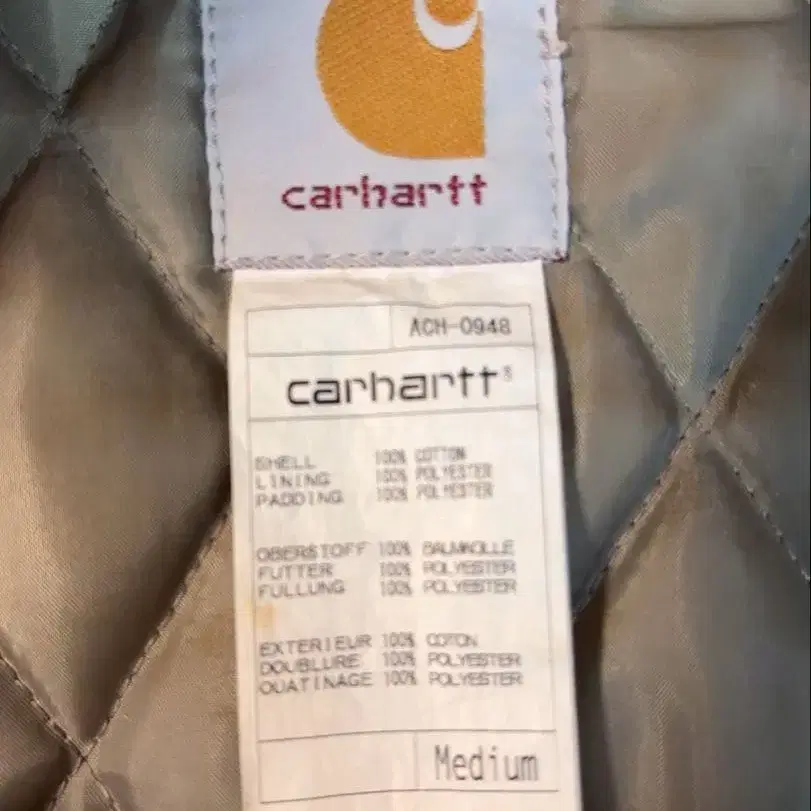 carhartt
ACH-0948
carhartt®
SHELL 100% COTTON
LINING 100% POLYESTER
PADDING 100% POLYESTER
OBERSTOFF 100% BAUMWOLLE
FUTTER 100% POLYESTER
FULLUNG 100% POLYESTER
EXTERIEUR 100% COTON
DOUBLURE 100% POLYESTER
OUATINAGE 100% POLYESTER
Medium